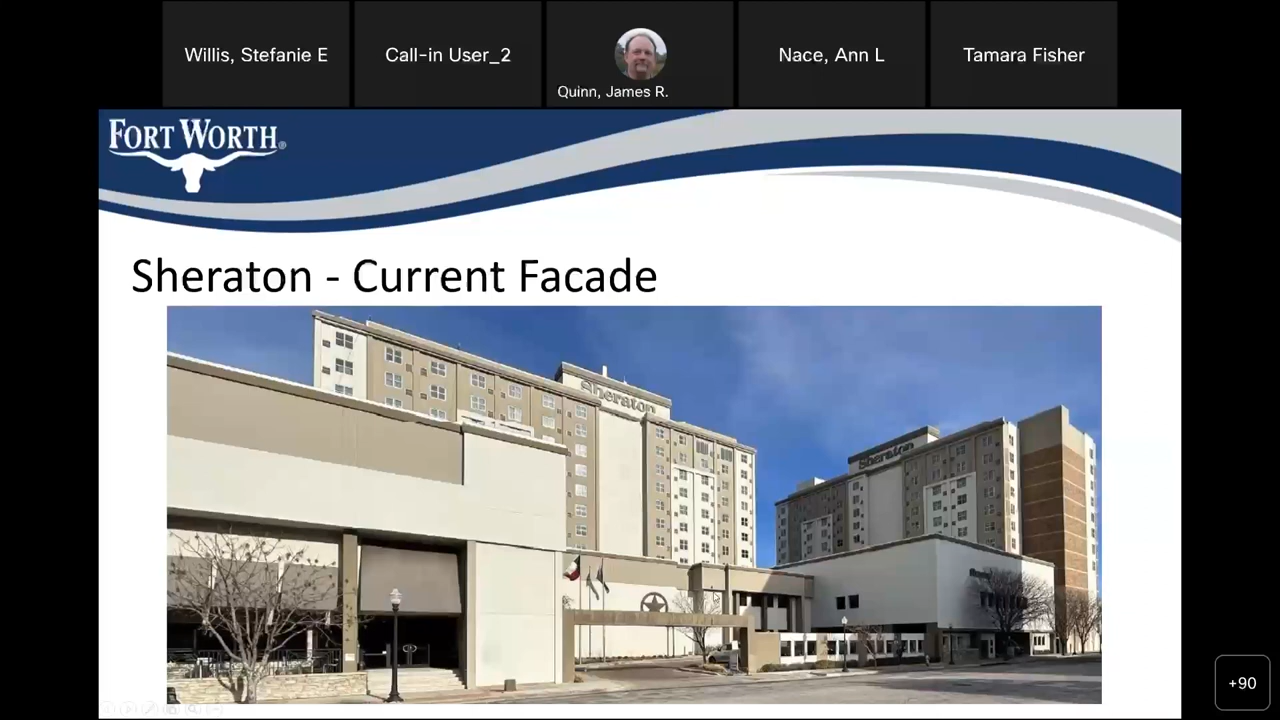 Willis, Stefanie E
Call-in User_2
Quinn, James R.
Nace, Ann L
Tamara Fisher
FORT WORTH®
Sheraton - Current Facade
Sheraton
Sheraton
+90